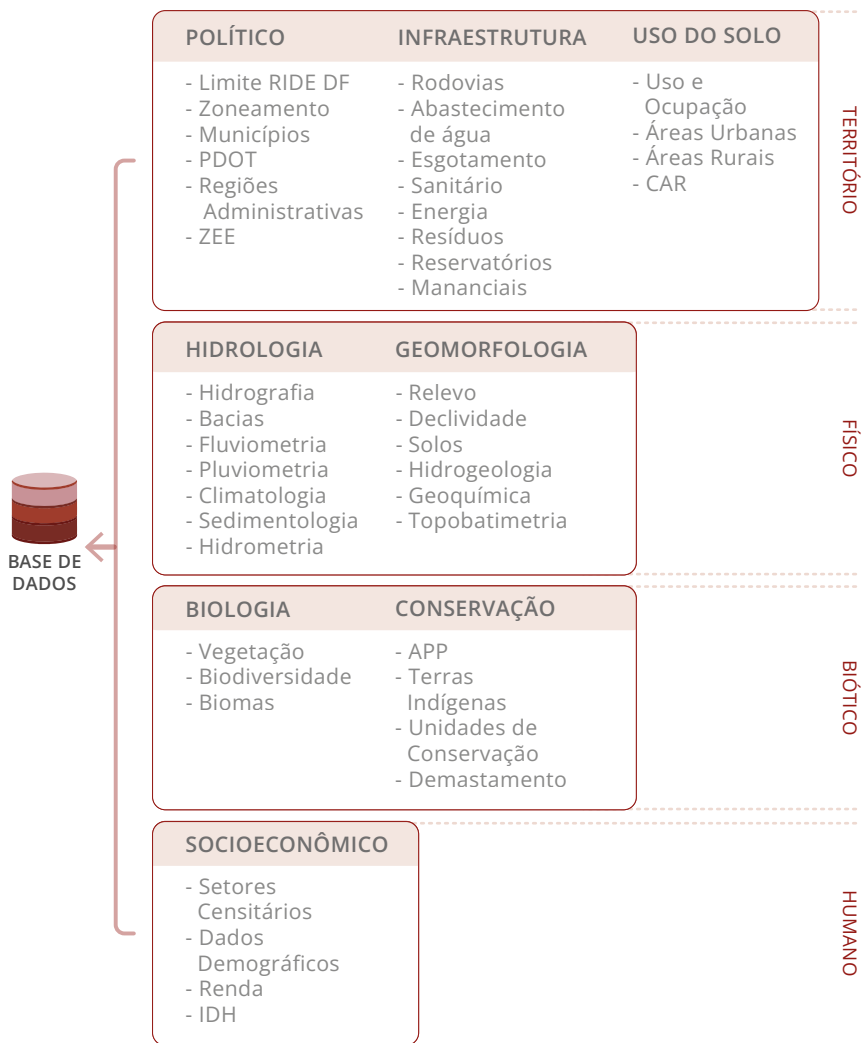 POLÍTICO
- Limite RIDE DF
- Zoneamento
- Municípios
- PDOT
- Regiões
Administrativas
- ZEE
INFRAESTRUTURA
- Rodovias
- Abastecimento
de água
- Esgotamento
- Sanitário
- Energia
- Resíduos
- Reservatórios
- Mananciais
USO DO SOLO
- Uso e
Ocupação
- Áreas Urbanas
- Áreas Rurais
- CAR
TERRITÓRIO
HIDROLOGIA
- Hidrografia
- Bacias
- Fluviometria
- Pluviometria
- Climatologia
- Sedimentologia
- Hidrometria
GEOMORFOLOGIA
- Relevo
- Declividade
- Solos
- Hidrogeologia
- Geoquímica
- Topobatimetria
FÍSICO
BASE DE
DADOS
BIOLOGIA
- Vegetação
- Biodiversidade
- Biomas
CONSERVAÇÃO
- APP
- Terras
Indígenas
- Unidades de
Conservação
- Demastamento
BIÓTICO
SOCIOECONÔMICO
- Setores
Censitários
- Dados
Demográficos
- Renda
- IDH
HUMANO